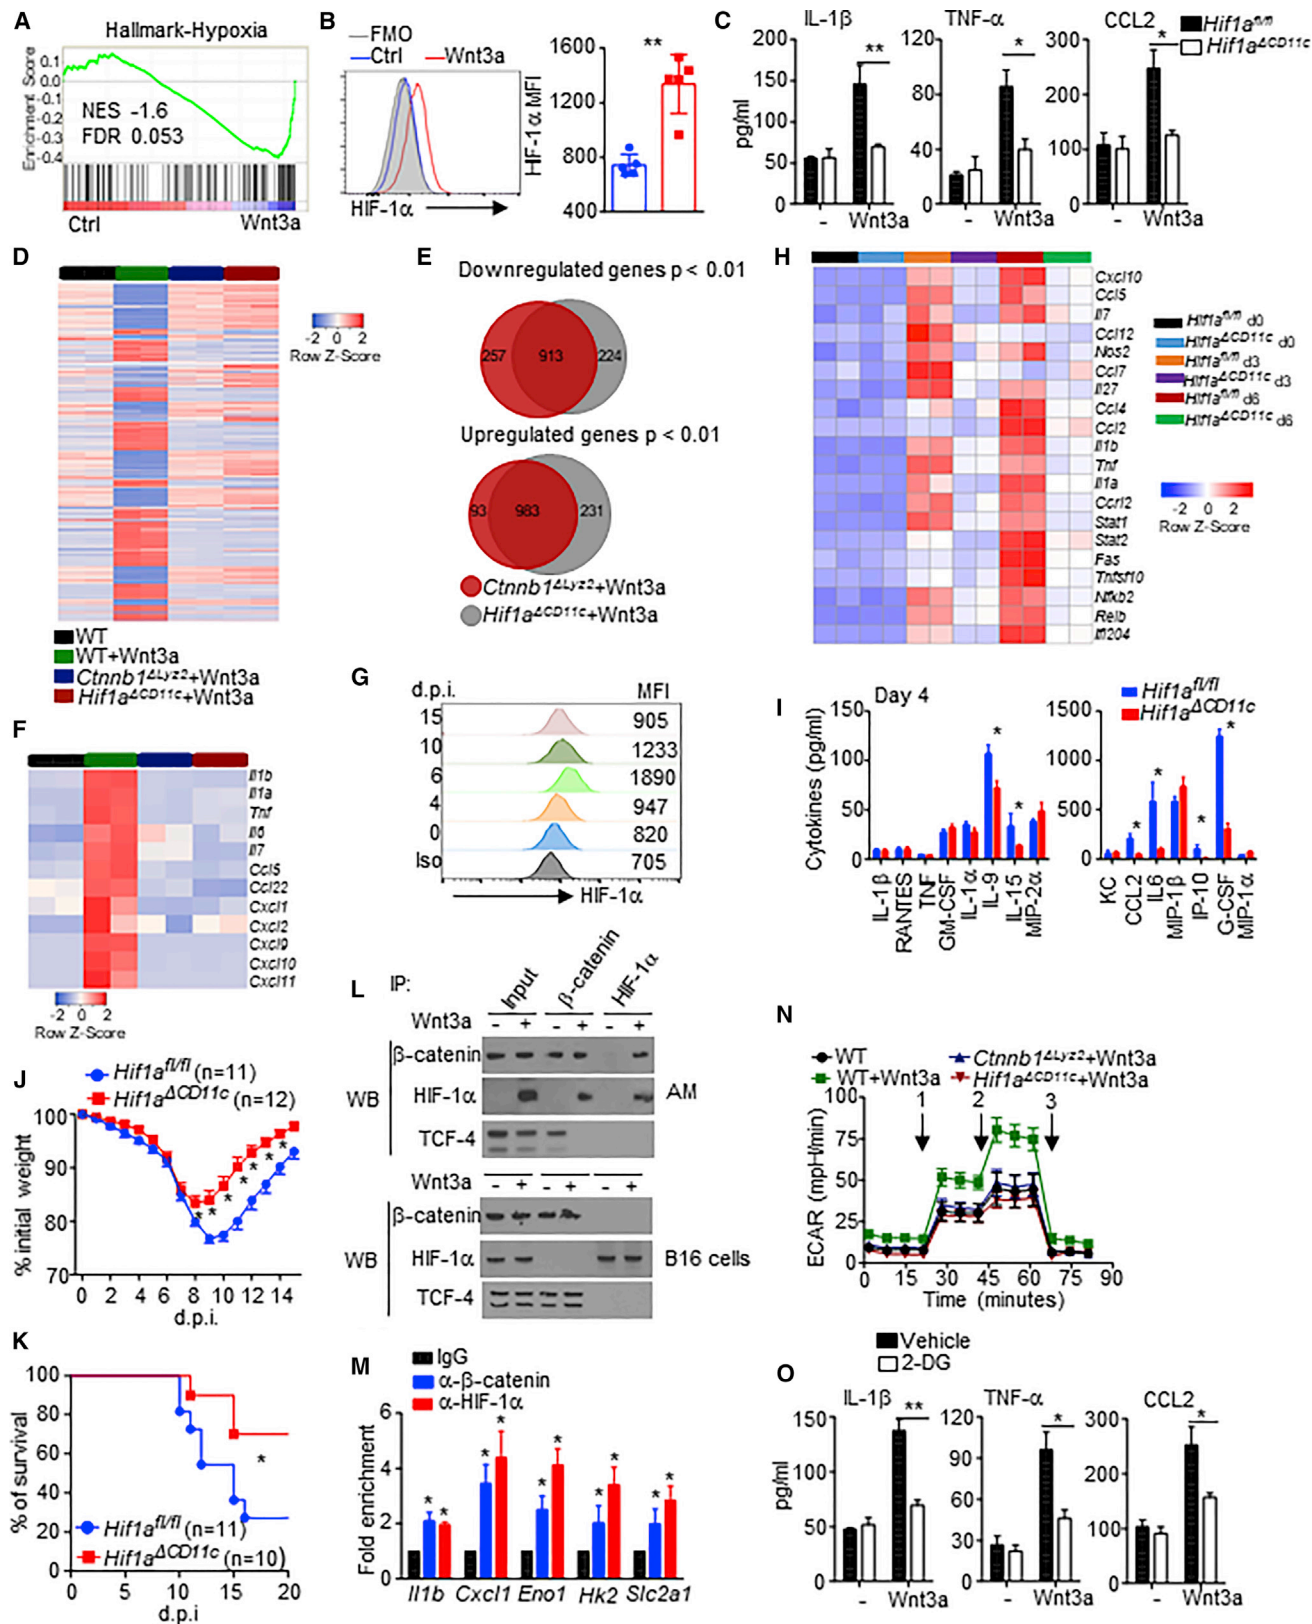 A
Hallmark-Hypoxia
Enrichment Score
0.1
0.0
-0.1
-0.2
-0.3
-0.4
NES -1.6
FDR 0.053
Ctrl Wnt3a
B
FMO
Ctrl Wnt3a
HIF-1α
HIF-1α MFI
1600
1200
800
400
**
C
IL-1β TNF-α CCL2
Hif1a^fl/fl
Hif1a^ΔCD11c
pg/ml
200
150
100
50
0
**
- Wnt3a
120
80
40
0
*
- Wnt3a
300
200
100
0
*
- Wnt3a
D
-2 0 2
Row Z-Score
WT
WT+Wnt3a
Ctnnb1^ΔLyz2+Wnt3a
Hif1a^ΔCD11c+Wnt3a
E
Downregulated genes p < 0.01
257 913 224
Upregulated genes p < 0.01
93 983 231
Ctnnb1^ΔLyz2+Wnt3a
Hif1a^ΔCD11c+Wnt3a
F
Il1b
Il1a
Tnf
Il6
Il7
Ccl5
Ccl22
Cxcl1
Cxcl2
Cxcl9
Cxcl10
Cxcl11
-2 0 2
Row Z-Score
G
d.p.i. MFI
15 905
10 1233
6 1890
4 947
0 820
Iso 705
HIF-1α
H
Cxcl10
Ccl5
Il7
Ccl12
Nos2
Ccl7
Il27
Ccl4
Ccl2
Il1b
Tnf
Il1a
Ccrl2
Stat1
Stat2
Fas
Tnfsf10
Nfkb2
Relb
Ifi204
Hif1a^fl/fl d0
Hif1a^ΔCD11c d0
Hif1a^fl/fl d3
Hif1a^ΔCD11c d3
Hif1a^fl/fl d6
Hif1a^ΔCD11c d6
-2 0 2
Row Z-Score
I
Day 4
Hif1a^fl/fl
Hif1a^ΔCD11c
Cytokines (pg/ml)
150
100
50
0
* *
IL-1β
RANTES
TNF
GM-CSF
IL-1α
IL-9
IL-15
MIP-2α
1500
1000
500
0
* * * *
KC
CCL2
IL6
MIP-1β
IP-10
G-CSF
MIP-1α
J
Hif1a^fl/fl (n=11)
Hif1a^ΔCD11c (n=12)
% initial weight
100
90
80
70
* * * * * * *
0 2 4 6 8 10 12 14
d.p.i.
K
% of survival
100
80
60
40
20
0
*
Hif1a^fl/fl (n=11)
Hif1a^ΔCD11c (n=10)
0 5 10 15 20
d.p.i
L
IP: Input β-catenin HIF-1α
Wnt3a - + - + - +
β-catenin
WB HIF-1α AM
TCF-4
Wnt3a - + - + - +
β-catenin
WB HIF-1α B16 cells
TCF-4
M
IgG
α-β-catenin
α-HIF-1α
Fold enrichment
6
4
2
0
* * * * * * * * * *
Il1b Cxcl1 Eno1 Hk2 Slc2a1
N
WT Ctnnb1^ΔLyz2+Wnt3a
WT+Wnt3a Hif1a^ΔCD11c+Wnt3a
ECAR (mpH/min)
100
75
50
25
0
1 2 3
0 15 30 45 60 75 90
Time (minutes)
O
Vehicle
2-DG
IL-1β TNF-α CCL2
pg/ml
150
100
50
0
**
- Wnt3a
120
90
60
30
0
*
- Wnt3a
300
200
100
0
*
- Wnt3a